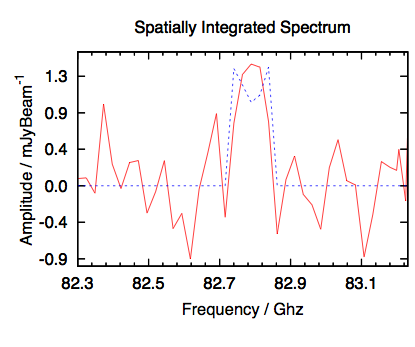 Spatially Integrated Spectrum
Amplitude / mJyBeam-1
1.3
0.9
0.4
0.0
-0.4
-0.9
82.3 82.5 82.7 82.9 83.1
Frequency / Ghz